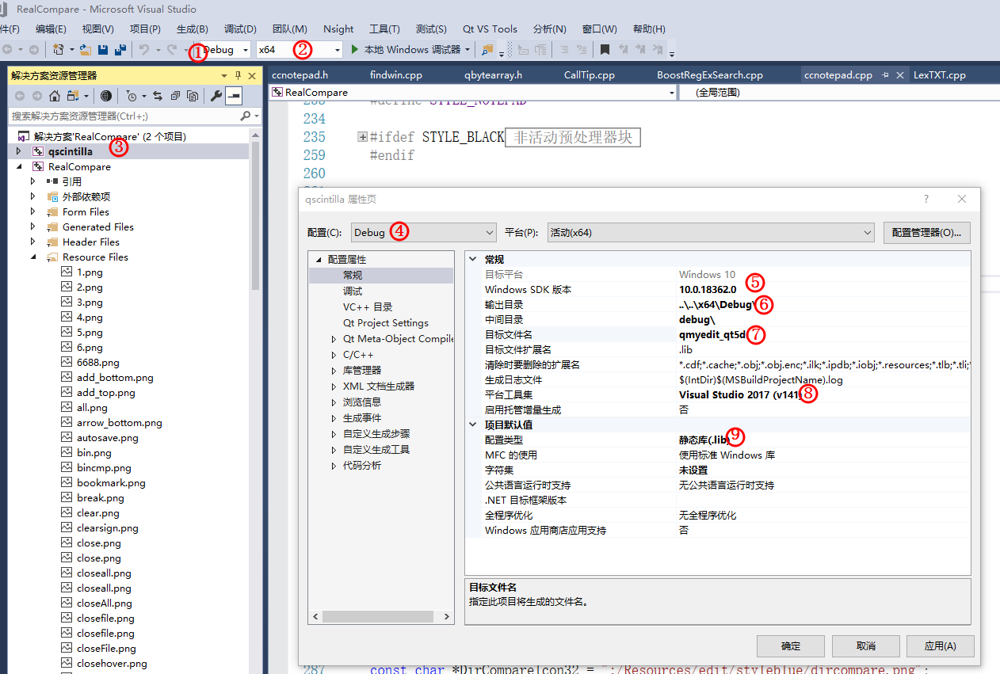 RealCompare - Microsoft Visual Studio
件(F) 编辑(E) 视图(V) 项目(P) 生成(B) 调试(D) 团队(M) Nsight 工具(T) 测试(S) Qt VS Tools 分析(N) 窗口(W) 帮助(H)
① Debug x64 ② 本地 Windows 调试器
解决方案资源管理器
搜索解决方案资源管理器(Ctrl+;)
解决方案'RealCompare' (2 个项目)
qscintilla ③
RealCompare
引用
外部依赖项
Form Files
Generated Files
Header Files
Resource Files
1.png
2.png
3.png
4.png
5.png
6.png
6688.png
add_bottom.png
add_top.png
all.png
arrow_bottom.png
autosave.png
bin.png
bincmp.png
bookmark.png
break.png
clear.png
clearsign.png
close.png
close.png
closeall.png
closeall.png
closeAll.png
closefile.png
closefile.png
closeFile.png
closehover.png
ccnotepad.h findwin.cpp qbytearray.h CallTip.cpp BoostRegExSearch.cpp ccnotepad.cpp LexTXT.cpp
RealCompare (全局范围)
233 #define STYLE_NOTEPAD
234
235 #ifdef STYLE_BLACK 非活动预处理器块
259 #endif
260
qscintilla 属性页
配置(C): Debug ④ 平台(P): 活动(x64) 配置管理器(O)...
配置属性
常规
调试
VC++ 目录
Qt Project Settings
Qt Meta-Object Compile
C/C++
库管理器
XML 文档生成器
浏览信息
生成事件
自定义生成步骤
自定义生成工具
代码分析
常规
目标平台 Windows 10
Windows SDK 版本 10.0.18362.0 ⑤
输出目录 ..\..\x64\Debug\ ⑥
中间目录 debug\
目标文件名 qmyedit_qt5d ⑦
目标文件扩展名 .lib
清除时要删除的扩展名 *.cdf;*.cache;*.obj;*.obj.enc;*.ilk;*.ipdb;*.iobj;*.resources;*.tlb;*.tli;*
生成日志文件 $(IntDir)$(MSBuildProjectName).log
平台工具集 Visual Studio 2017 (v141) ⑧
启用托管增量生成 否
项目默认值
配置类型 静态库(.lib) ⑨
MFC 的使用 使用标准 Windows 库
字符集 未设置
公共语言运行时支持 无公共语言运行时支持
.NET 目标框架版本
全程序优化 无全程序优化
Windows 应用商店应用支持 否
目标文件名
指定此项目将生成的文件名。
确定 取消 应用(A)
287 const char *DirCompareIcon32 = ":/Resources/edit/styleblue/dircompare.png";